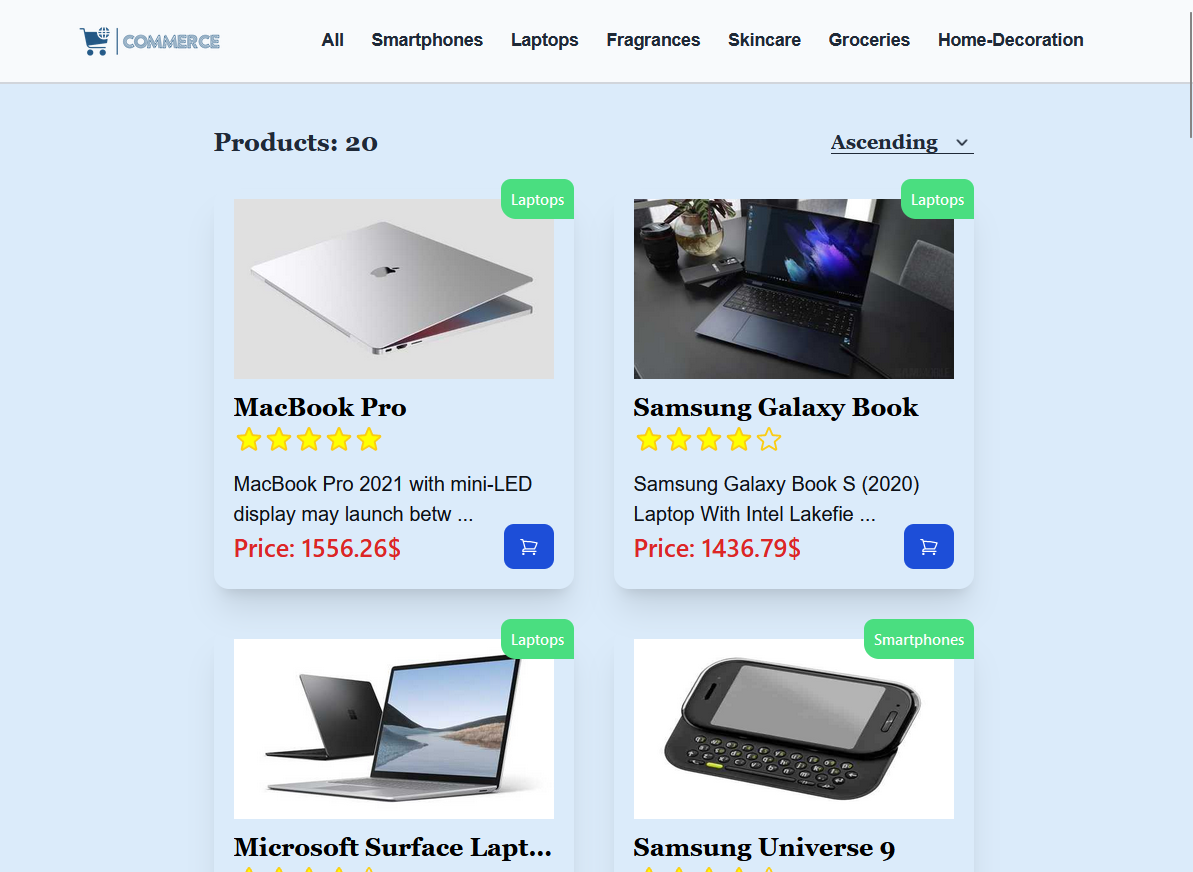 COMMERCE
All Smartphones Laptops Fragrances Skincare Groceries Home-Decoration
Products: 20
Ascending
Laptops
MacBook Pro
MacBook Pro 2021 with mini-LED
display may launch betw ...
Price: 1556.26$
Laptops
Samsung Galaxy Book
Samsung Galaxy Book S (2020)
Laptop With Intel Lakefie ...
Price: 1436.79$
Laptops
Microsoft Surface Lapt...
Smartphones
Samsung Universe 9